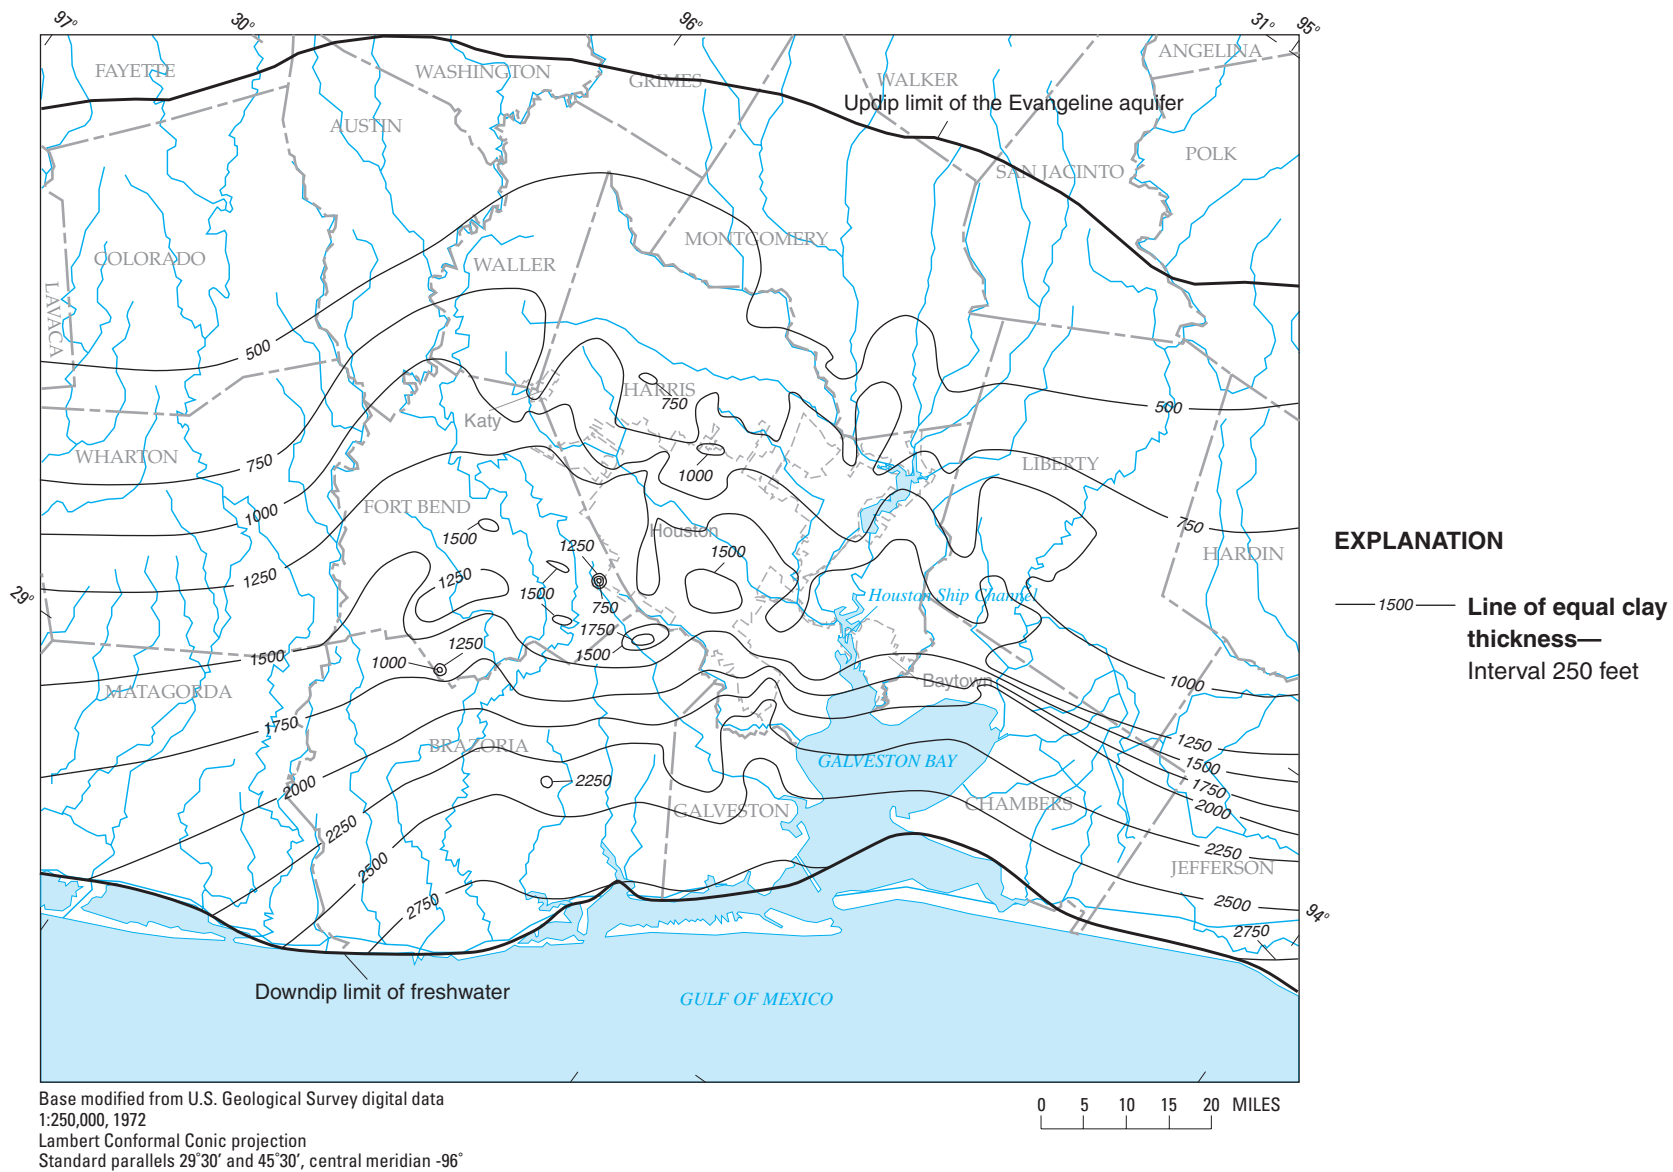 97°
30°
96°
31°
95°
ANGELINA
FAYETTE
WASHINGTON
GRIMES
WALKER
Updip limit of the Evangeline aquifer
AUSTIN
POLK
SAN JACINTO
MONTGOMERY
COLORADO
WALLER
LAVACA
500
HARRIS
750
500
Katy
WHARTON
750
1000
LIBERTY
FORT BEND
1000
1500
Houston
1250
1500
750
HARDIN
EXPLANATION
1250
1250
29°
1500
750
Houston Ship Channel
1500
Line of equal clay
thickness—
Interval 250 feet
1750
1250
1500
1500
1000
MATAGORDA
Baytown
1000
1750
BRAZORIA
1250
GALVESTON BAY
1500
2000
2250
1750
2000
GALVESTON
CHAMBERS
2250
2250
2500
JEFFERSON
2750
2500
94°
2750
Downdip limit of freshwater
GULF OF MEXICO
Base modified from U.S. Geological Survey digital data
1:250,000, 1972
Lambert Conformal Conic projection
Standard parallels 29°30′ and 45°30′, central meridian -96°
0 5 10 15 20 MILES